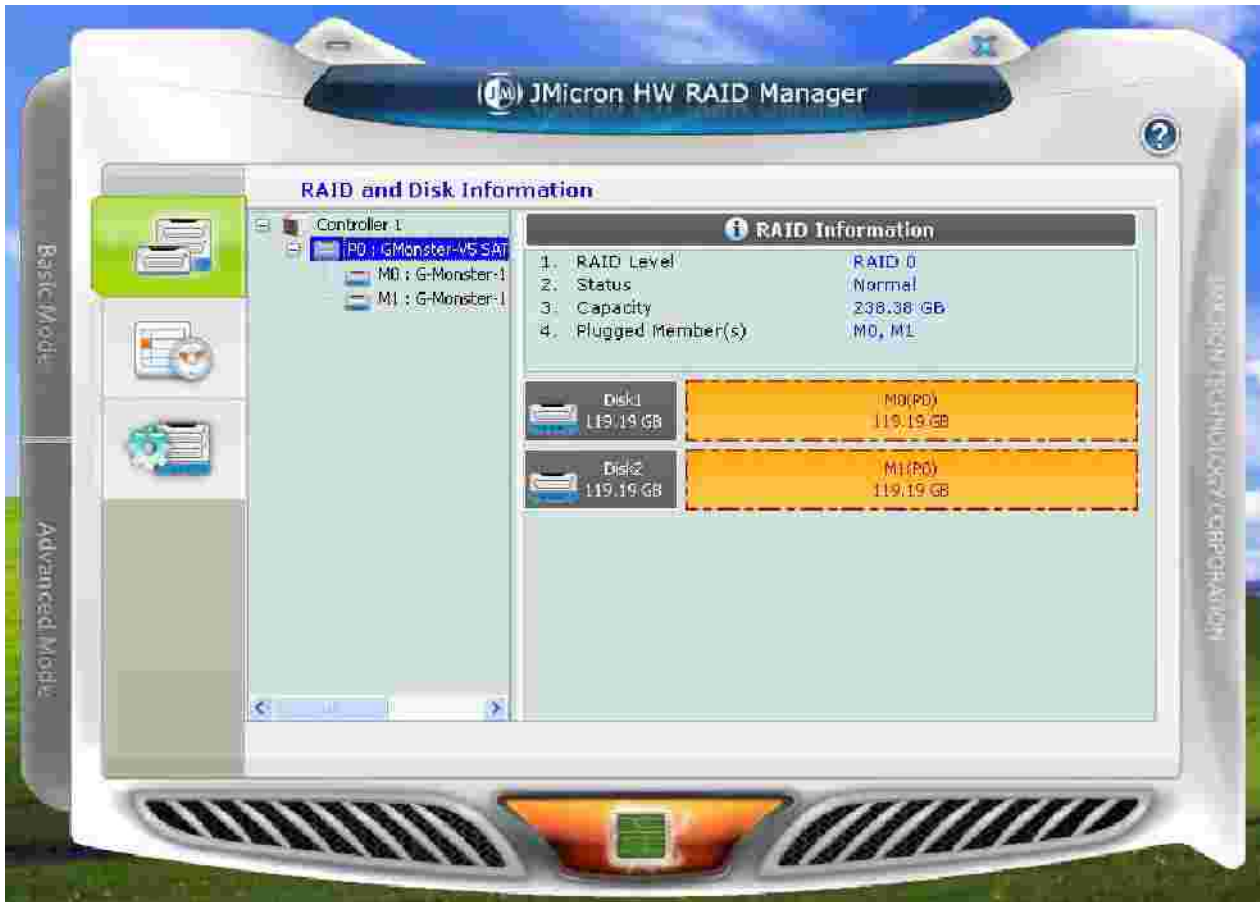 JM JMicron HW RAID Manager
Basic Mode
Advanced Mode
RAID and Disk Information
Controller 1
P0 : GMonster-V5 SAT
M0 : G-Monster-1
M1 : G-Monster-1
RAID Information
1. RAID Level RAID 0
2. Status Normal
3. Capacity 238.38 GB
4. Plugged Member(s) M0, M1
Disk1
119.19 GB
M0(P0)
119.19 GB
Disk2
119.19 GB
M1(P0)
119.19 GB
JMICRON TECHNOLOGY CORPORATION